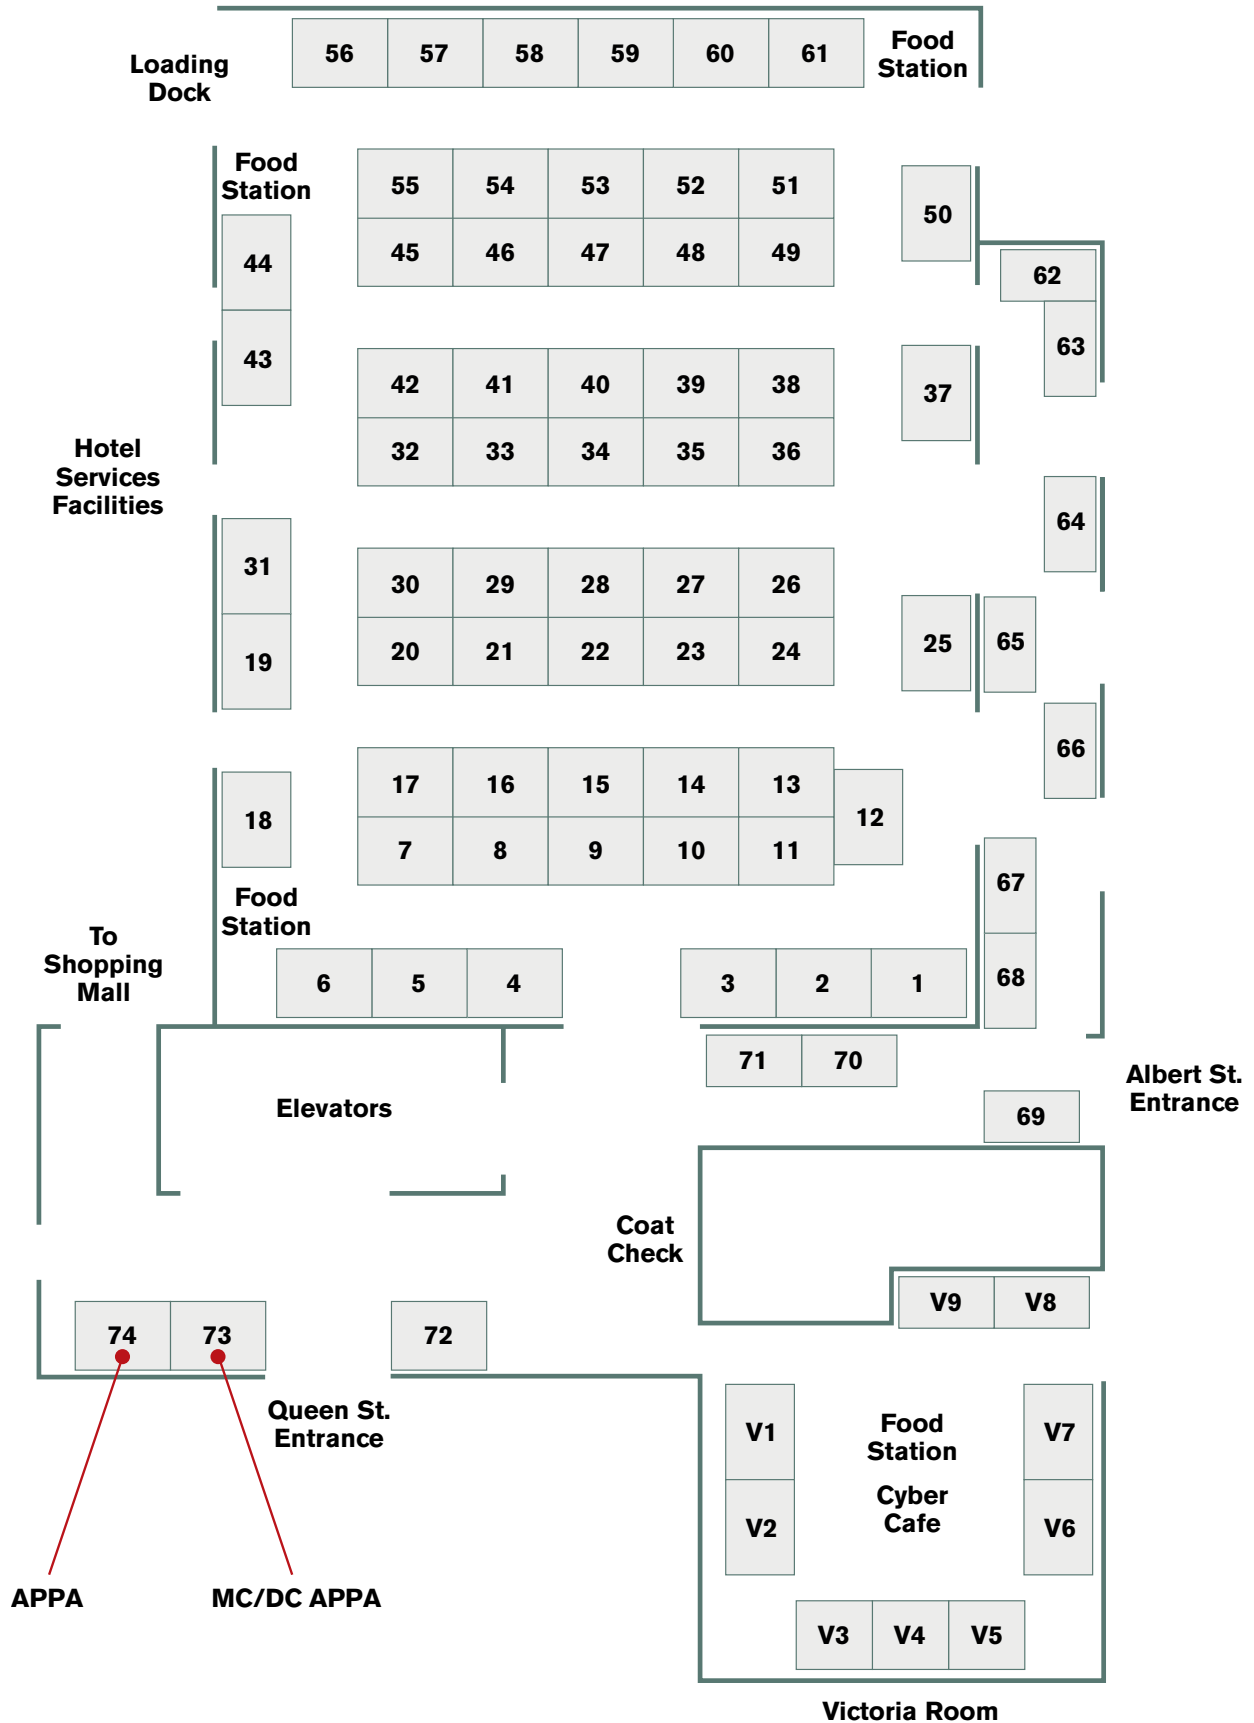 56 57 58 59 60 61
Food
Station
Loading
Dock
Food
Station
55 54 53 52 51
50
45 46 47 48 49
44
62
43
63
42 41 40 39 38
37
32 33 34 35 36
Hotel
Services
Facilities
64
31
30 29 28 27 26
25
65
19
20 21 22 23 24
66
17 16 15 14 13
12
18
7 8 9 10 11
67
Food
Station
To
Shopping
Mall
6 5 4
3 2 1
68
71 70
Elevators
Albert St.
Entrance
69
Coat
Check
V9 V8
74 73
72
Queen St.
Entrance
V1
Food
Station
V7
Cyber
Cafe
V2
V6
APPA
MC/DC APPA
V3 V4 V5
Victoria Room